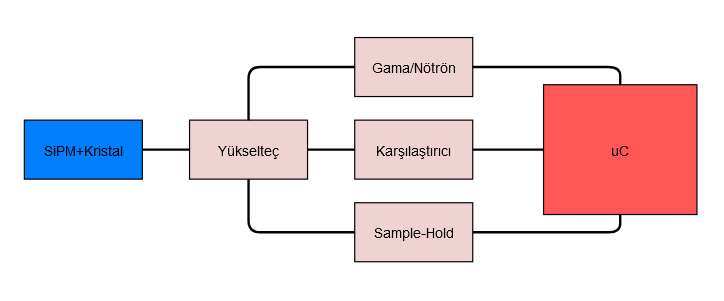 Gama/Nötrön
SiPM+Kristal
Yükselteç
Karşılaştırıcı
uC
Sample-Hold